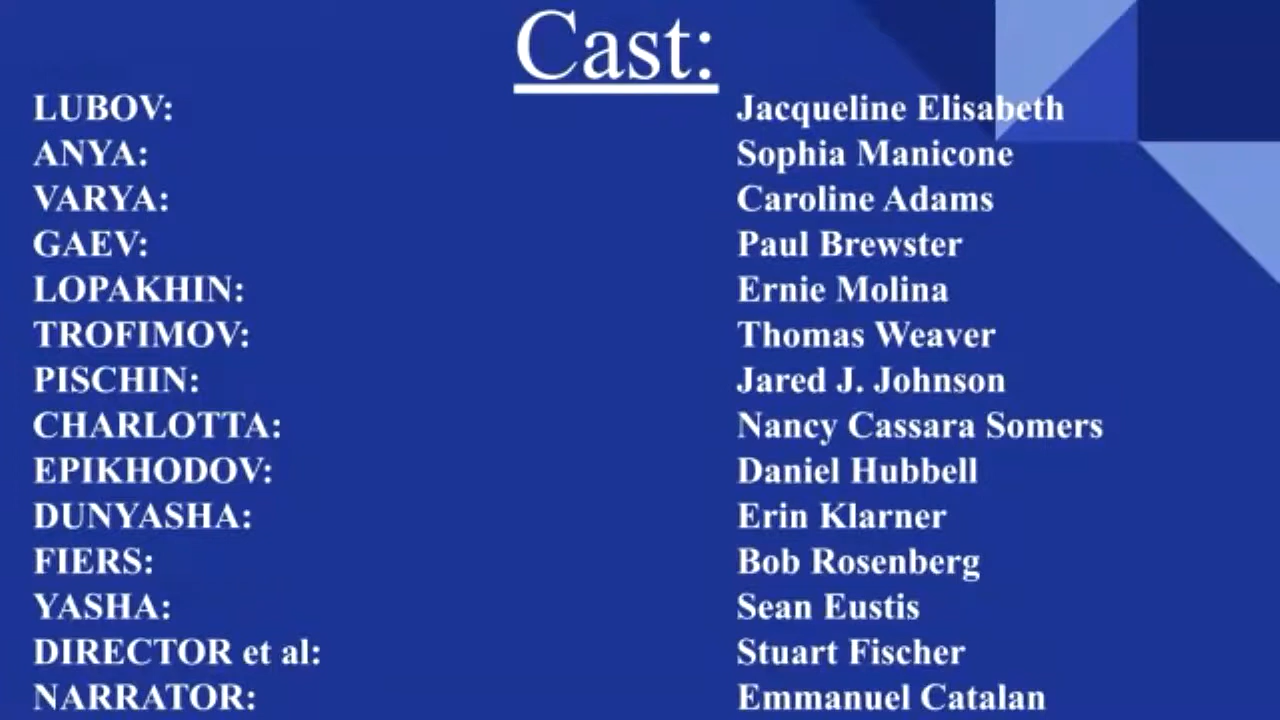 Cast:
LUBOV: Jacqueline Elisabeth
ANYA: Sophia Manicone
VARYA: Caroline Adams
GAEV: Paul Brewster
LOPAKHIN: Ernie Molina
TROFIMOV: Thomas Weaver
PISCHIN: Jared J. Johnson
CHARLOTTA: Nancy Cassara Somers
EPIKHODOV: Daniel Hubbell
DUNYASHA: Erin Klarner
FIERS: Bob Rosenberg
YASHA: Sean Eustis
DIRECTOR et al: Stuart Fischer
NARRATOR: Emmanuel Catalan